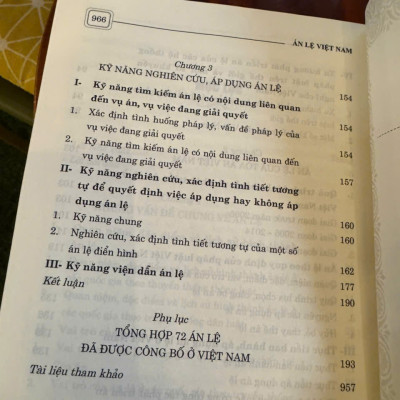 966
ÁN LỆ VIỆT NAM
Chương 3
KỸ NĂNG NGHIÊN CỨU, ÁP DỤNG ÁN LỆ 154
I- Kỹ năng tìm kiếm án lệ có nội dung liên quan
đến vụ án, vụ việc đang giải quyết 154
1. Xác định tình huống pháp lý, vấn đề pháp lý của
vụ việc đang giải quyết 154
2. Kỹ năng tìm kiếm án lệ có nội dung liên quan đến
vụ việc đang giải quyết 157
II- Kỹ năng nghiên cứu, xác định tình tiết tương
tự để quyết định việc áp dụng hay không áp
dụng án lệ 160
1. Kỹ năng chung 160
2. Nghiên cứu, xác định tình tiết tương tự của một số
án lệ điển hình 162
III- Kỹ năng viện dẫn án lệ 177
Kết luận 190
Phụ lục
TỔNG HỢP 72 ÁN LỆ
ĐÃ ĐƯỢC CÔNG BỐ Ở VIỆT NAM 193
Tài liệu tham khảo 957